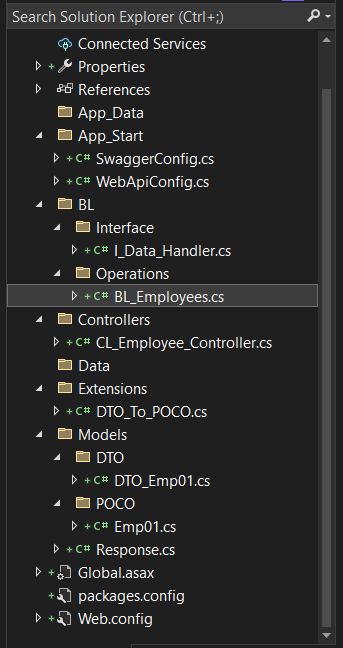 Search Solution Explorer (Ctrl+;)
Connected Services
+ Properties
References
App_Data
App_Start
+ C# SwaggerConfig.cs
+ C# WebApiConfig.cs
BL
Interface
+ C# I_Data_Handler.cs
Operations
+ C# BL_Employees.cs
Controllers
+ C# CL_Employee_Controller.cs
Data
Extensions
+ C# DTO_To_POCO.cs
Models
DTO
+ C# DTO_Emp01.cs
POCO
+ C# Emp01.cs
+ C# Response.cs
+ Global.asax
+ packages.config
+ Web.config